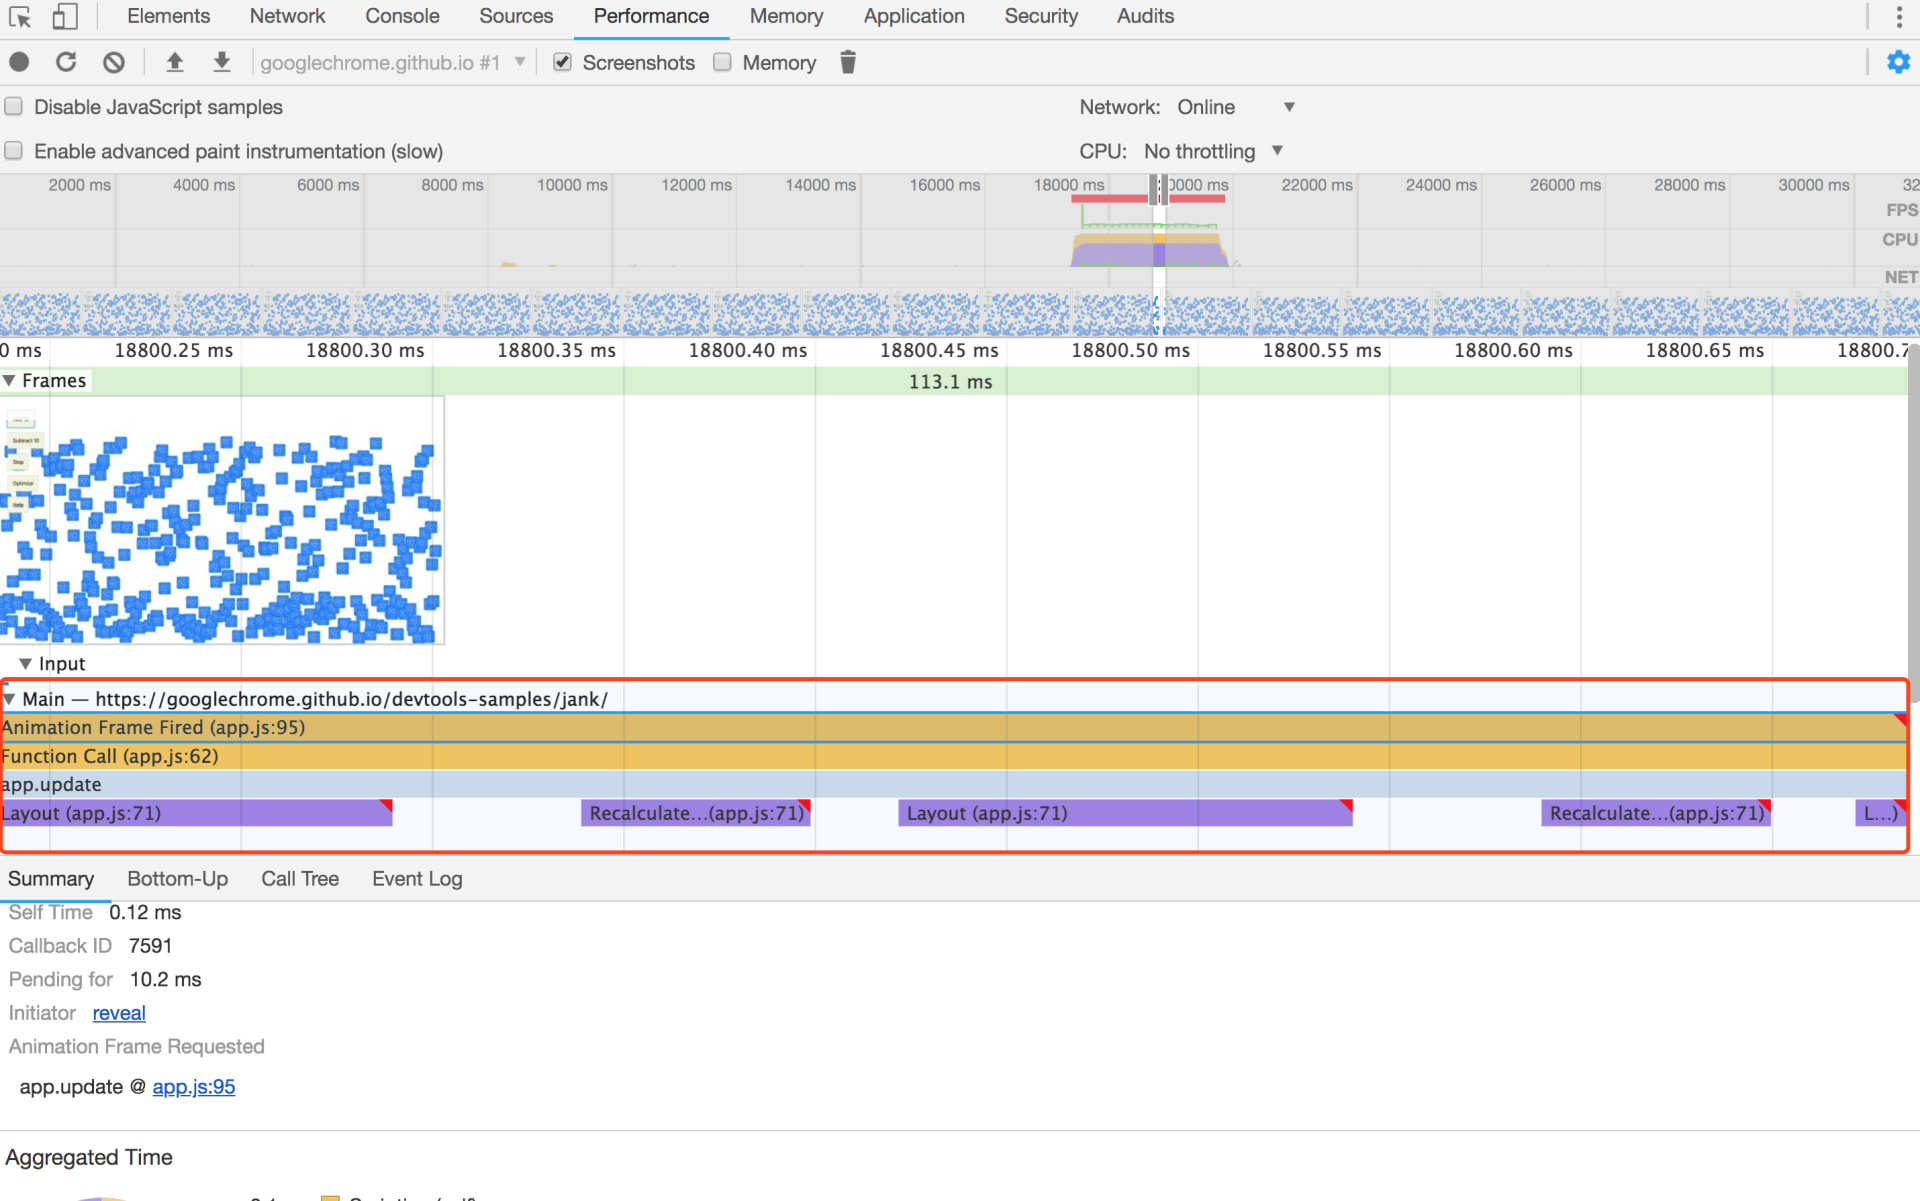 Elements Network Console Sources Performance Memory Application Security Audits
googlechrome.github.io #1 Screenshots Memory
Disable JavaScript samples Network: Online
Enable advanced paint instrumentation (slow) CPU: No throttling
2000 ms 4000 ms 6000 ms 8000 ms 10000 ms 12000 ms 14000 ms 16000 ms 18000 ms 0000 ms 22000 ms 24000 ms 26000 ms 28000 ms 30000 ms 32
FPS
CPU
NET
0 ms 18800.25 ms 18800.30 ms 18800.35 ms 18800.40 ms 18800.45 ms 18800.50 ms 18800.55 ms 18800.60 ms 18800.65 ms 18800.7
Frames 113.1 ms
Subtract 10
Stop
Optimize
Help
Input
Main — https://googlechrome.github.io/devtools-samples/jank/
Animation Frame Fired (app.js:95)
Function Call (app.js:62)
app.update
Layout (app.js:71) Recalculate...(app.js:71) Layout (app.js:71) Recalculate...(app.js:71) L...)
Summary Bottom-Up Call Tree Event Log
Self Time 0.12 ms
Callback ID 7591
Pending for 10.2 ms
Initiator reveal
Animation Frame Requested
app.update @ app.js:95
Aggregated Time